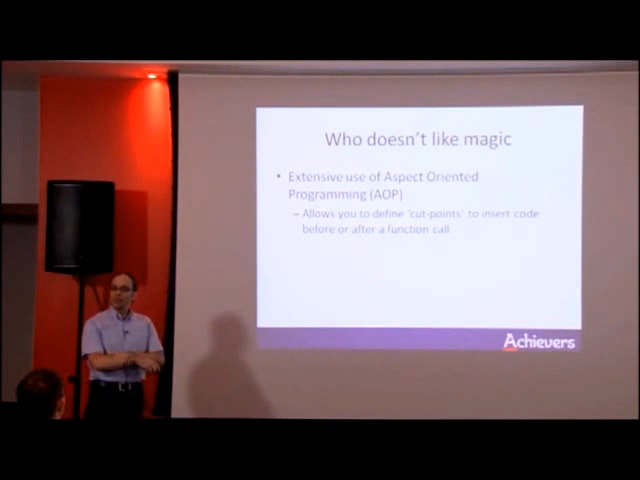 Who doesn't like magic
• Extensive use of Aspect Oriented
Programming (AOP)
– Allows you to define 'cut-points' to insert code
before or after a function call
Achievers